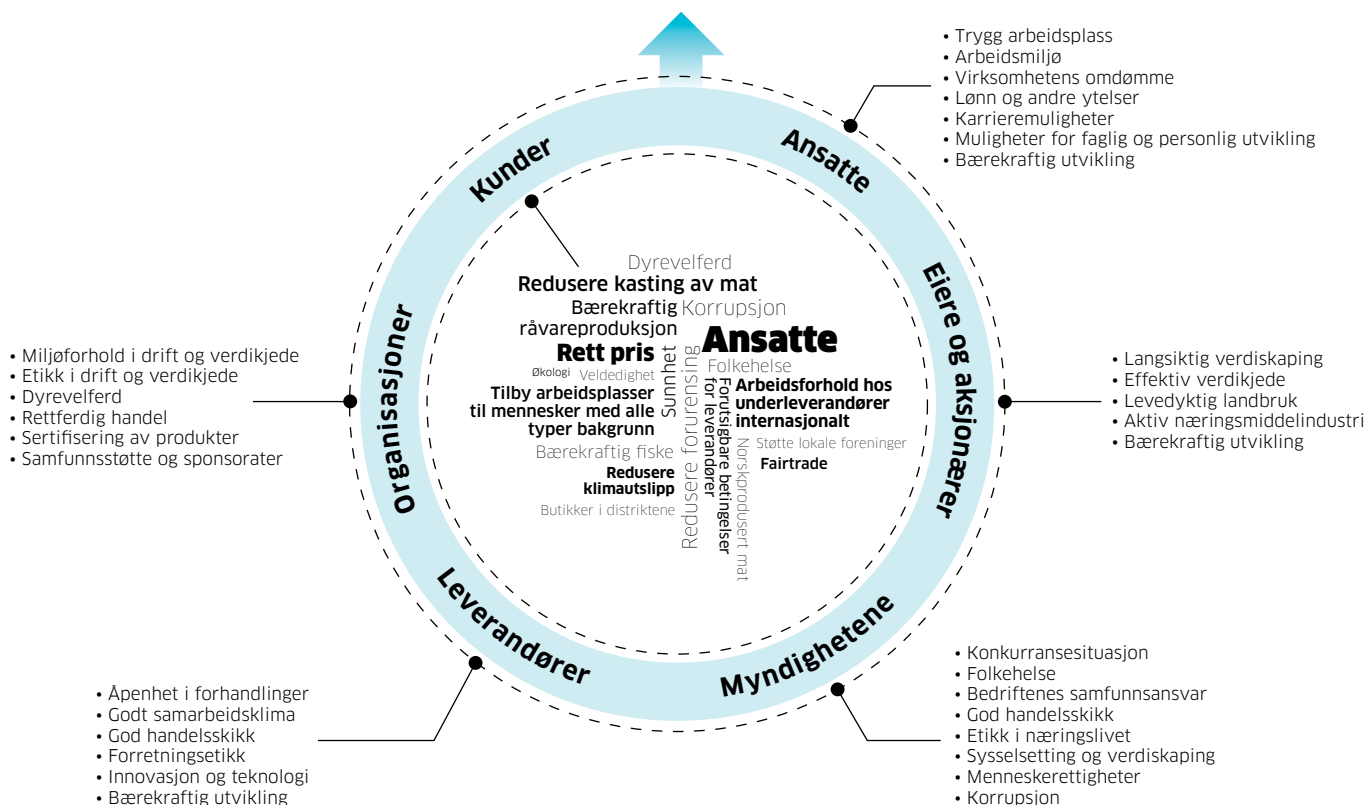 • Trygg arbeidsplass
• Arbeidsmiljø
• Virksomhetens omdømme
• Lønn og andre ytelser
• Karrieremuligheter
• Muligheter for faglig og personlig utvikling
• Bærekraftig utvikling
Kunder
Ansatte
Eiere og aksjonærer
Myndighetene
Leverandører
Organisasjoner
Dyrevelferd
Redusere kasting av mat
Bærekraftig
råvareproduksjon
Korrupsjon
Ansatte
Rett pris
Folkehelse
Økologi
Veldedighet
Sunnhet
Tilby arbeidsplasser
til mennesker med alle
typer bakgrunn
Arbeidsforhold hos
underleverandører
internasjonalt
Redusere forurensing
Forutsigbare betingelser
for leverandører
Norskprodusert mat
Støtte lokale foreninger
Fairtrade
Bærekraftig fiske
Redusere
klimautslipp
Butikker i distriktene
• Miljøforhold i drift og verdikjede
• Etikk i drift og verdikjede
• Dyrevelferd
• Rettferdig handel
• Sertifisering av produkter
• Samfunnsstøtte og sponsorater
• Langsiktig verdiskaping
• Effektiv verdikjede
• Levedyktig landbruk
• Aktiv næringsmiddelindustri
• Bærekraftig utvikling
• Åpenhet i forhandlinger
• Godt samarbeidsklima
• God handelsskikk
• Forretningsetikk
• Innovasjon og teknologi
• Bærekraftig utvikling
• Konkurransesituasjon
• Folkehelse
• Bedriftenes samfunnsansvar
• God handelsskikk
• Etikk i næringslivet
• Sysselsetting og verdiskaping
• Menneskerettigheter
• Korrupsjon